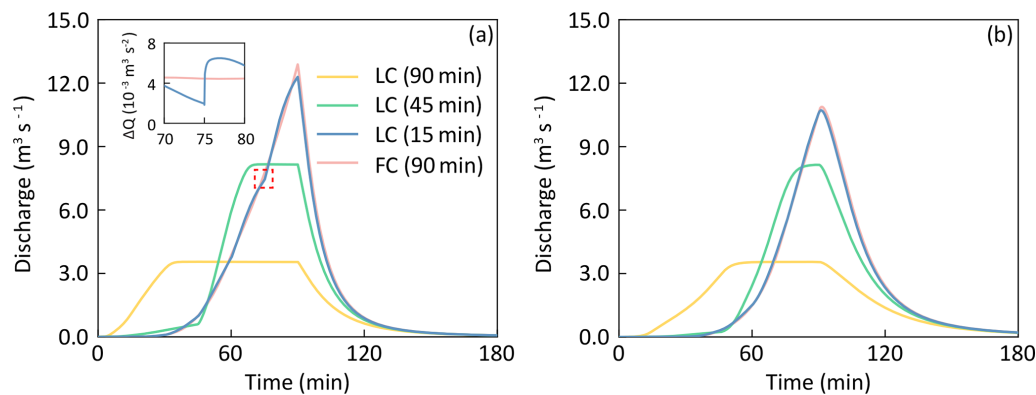 15.0
12.0
9.0
6.0
3.0
0.0
Discharge (m³ s⁻¹)
0
60
120
180
Time (min)
(a)
8
4
0
ΔQ (10⁻³ m³ s⁻²)
70
75
80
LC (90 min)
LC (45 min)
LC (15 min)
FC (90 min)
15.0
12.0
9.0
6.0
3.0
0.0
Discharge (m³ s⁻¹)
0
60
120
180
Time (min)
(b)